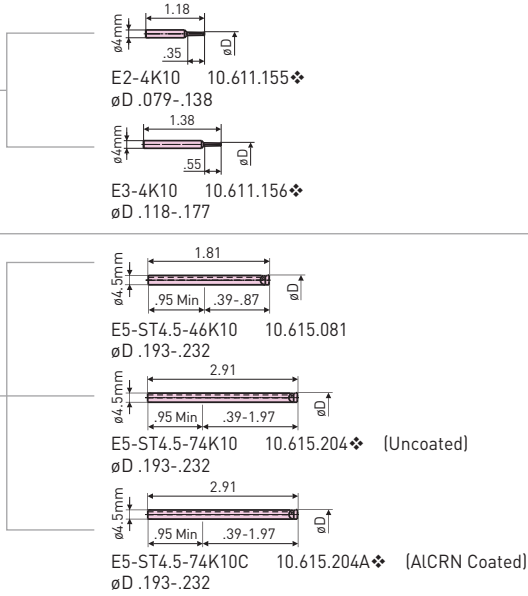 1.18
ø4mm
øD
.35
E2-4K10 10.611.155❖
øD .079-.138
1.38
ø4mm
øD
.55
E3-4K10 10.611.156❖
øD .118-.177
1.81
ø4.5mm
øD
.95 Min .39-.87
E5-ST4.5-46K10 10.615.081
øD .193-.232
2.91
ø4.5mm
øD
.95 Min .39-1.97
E5-ST4.5-74K10 10.615.204❖ (Uncoated)
øD .193-.232
2.91
ø4.5mm
øD
.95 Min .39-1.97
E5-ST4.5-74K10C 10.615.204A❖ (AlCRN Coated)
øD .193-.232